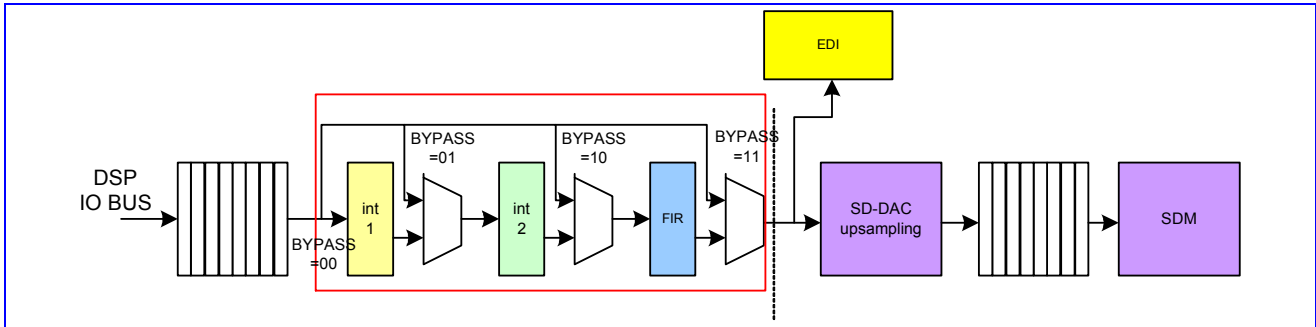 EDI
BYPASS
=01
BYPASS
=10
BYPASS
=11
DSP
IO BUS
BYPASS
=00
int
1
int
2
FIR
SD-DAC
upsampling
SDM